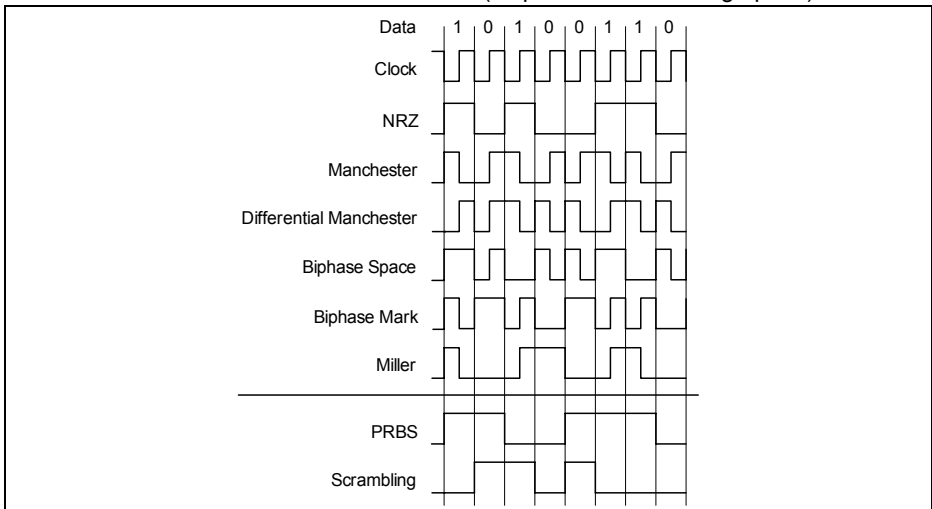 Data 1 0 1 0 0 1 1 0
Clock
NRZ
Manchester
Differential Manchester
Biphase Space
Biphase Mark
Miller
PRBS
Scrambling